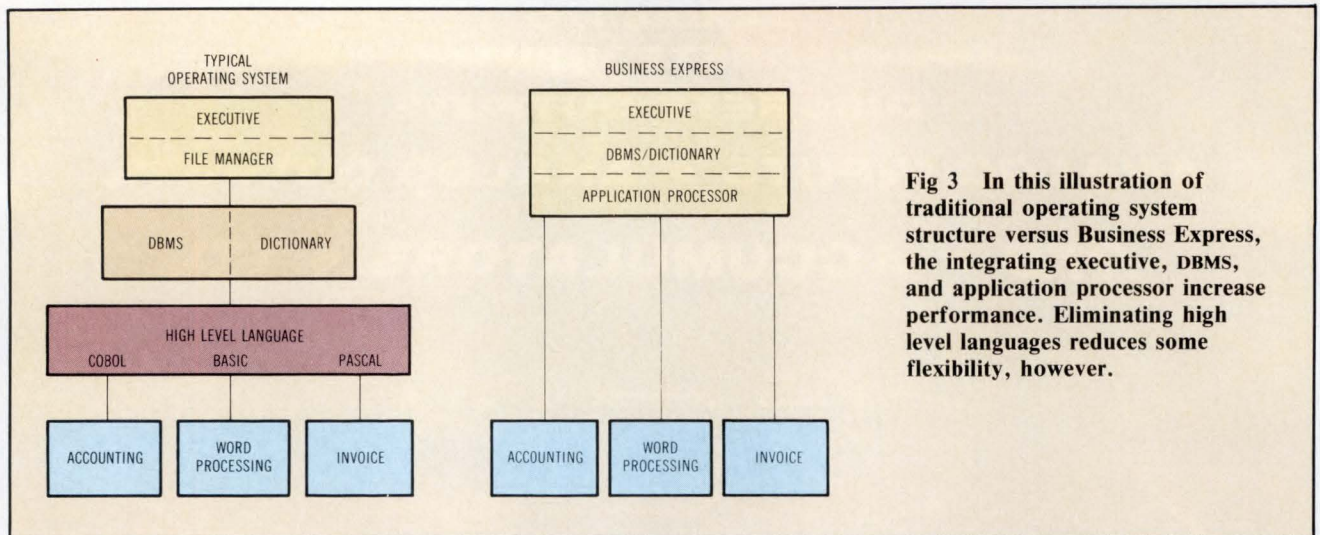 TYPICAL
OPERATING SYSTEM
EXECUTIVE
FILE MANAGER
DBMS
DICTIONARY
HIGH LEVEL LANGUAGE
COBOL BASIC PASCAL
ACCOUNTING
WORD
PROCESSING
INVOICE
BUSINESS EXPRESS
EXECUTIVE
DBMS/DICTIONARY
APPLICATION PROCESSOR
ACCOUNTING
WORD
PROCESSING
INVOICE
Fig 3 In this illustration of
traditional operating system
structure versus Business Express,
the integrating executive, DBMS,
and application processor increase
performance. Eliminating high
level languages reduces some
flexibility, however.